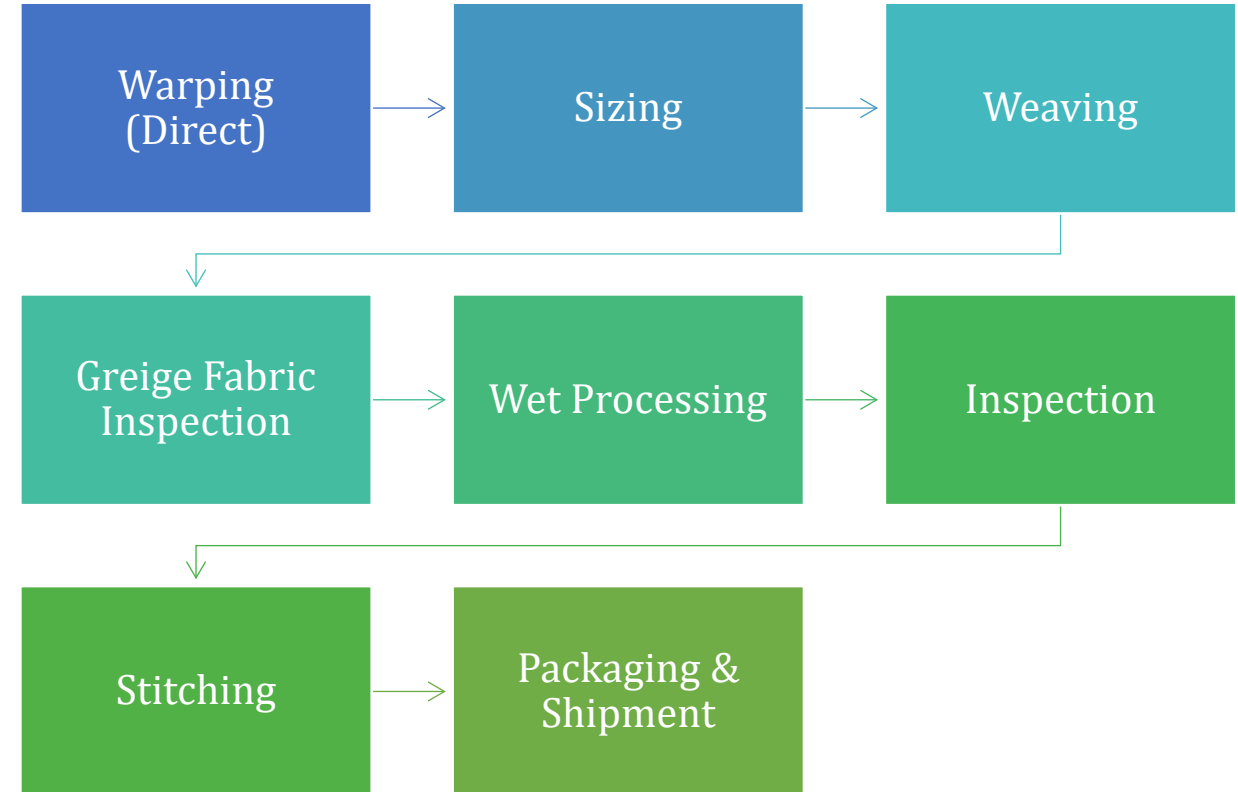 Warping
(Direct)
Sizing
Weaving
Greige Fabric
Inspection
Wet Processing
Inspection
Stitching
Packaging &
Shipment